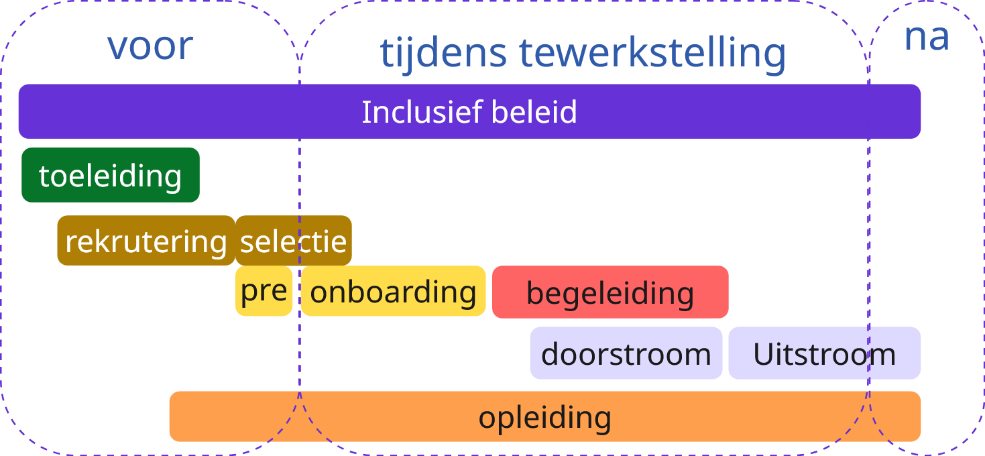 voor
tijdens tewerkstelling
na
Inclusief beleid
toeleiding
rekrutering
selectie
pre
onboarding
begeleiding
doorstroom
Uitstroom
opleiding